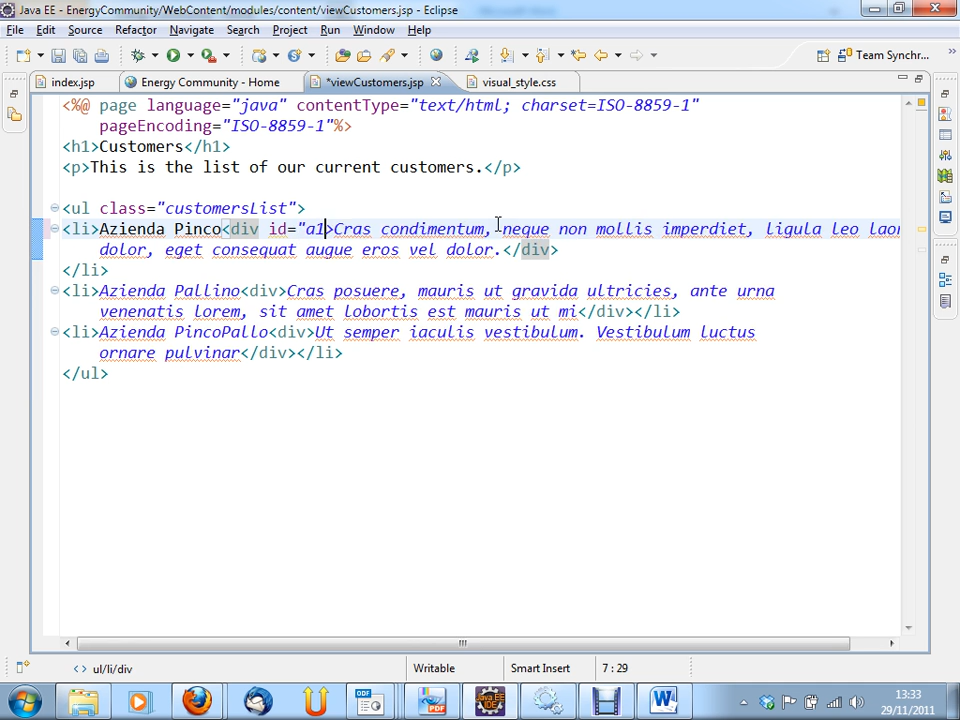 Java EE - EnergyCommunity/WebContent/modules/content/viewCustomers.jsp - Eclipse
File Edit Source Refactor Navigate Search Project Run Window Help
Team Synchr...
index.jsp Energy Community - Home *viewCustomers.jsp visual_style.css
<%@ page language="java" contentType="text/html; charset=ISO-8859-1"
pageEncoding="ISO-8859-1"%>
<h1>Customers</h1>
<p>This is the list of our current customers.</p>
<ul class="customersList">
<li>Azienda Pinco<div id="a1>Cras condimentum, neque non mollis imperdiet, ligula leo laor
dolor, eget consequat augue eros vel dolor.</div>
</li>
<li>Azienda Pallino<div>Cras posuere, mauris ut gravida ultricies, ante urna
venenatis lorem, sit amet lobortis est mauris ut mi</div></li>
<li>Azienda PincoPallo<div>Ut semper iaculis vestibulum. Vestibulum luctus
ornare pulvinar</div></li>
</ul>
<> ul/li/div Writable Smart Insert 7 : 29
13:33
29/11/2011